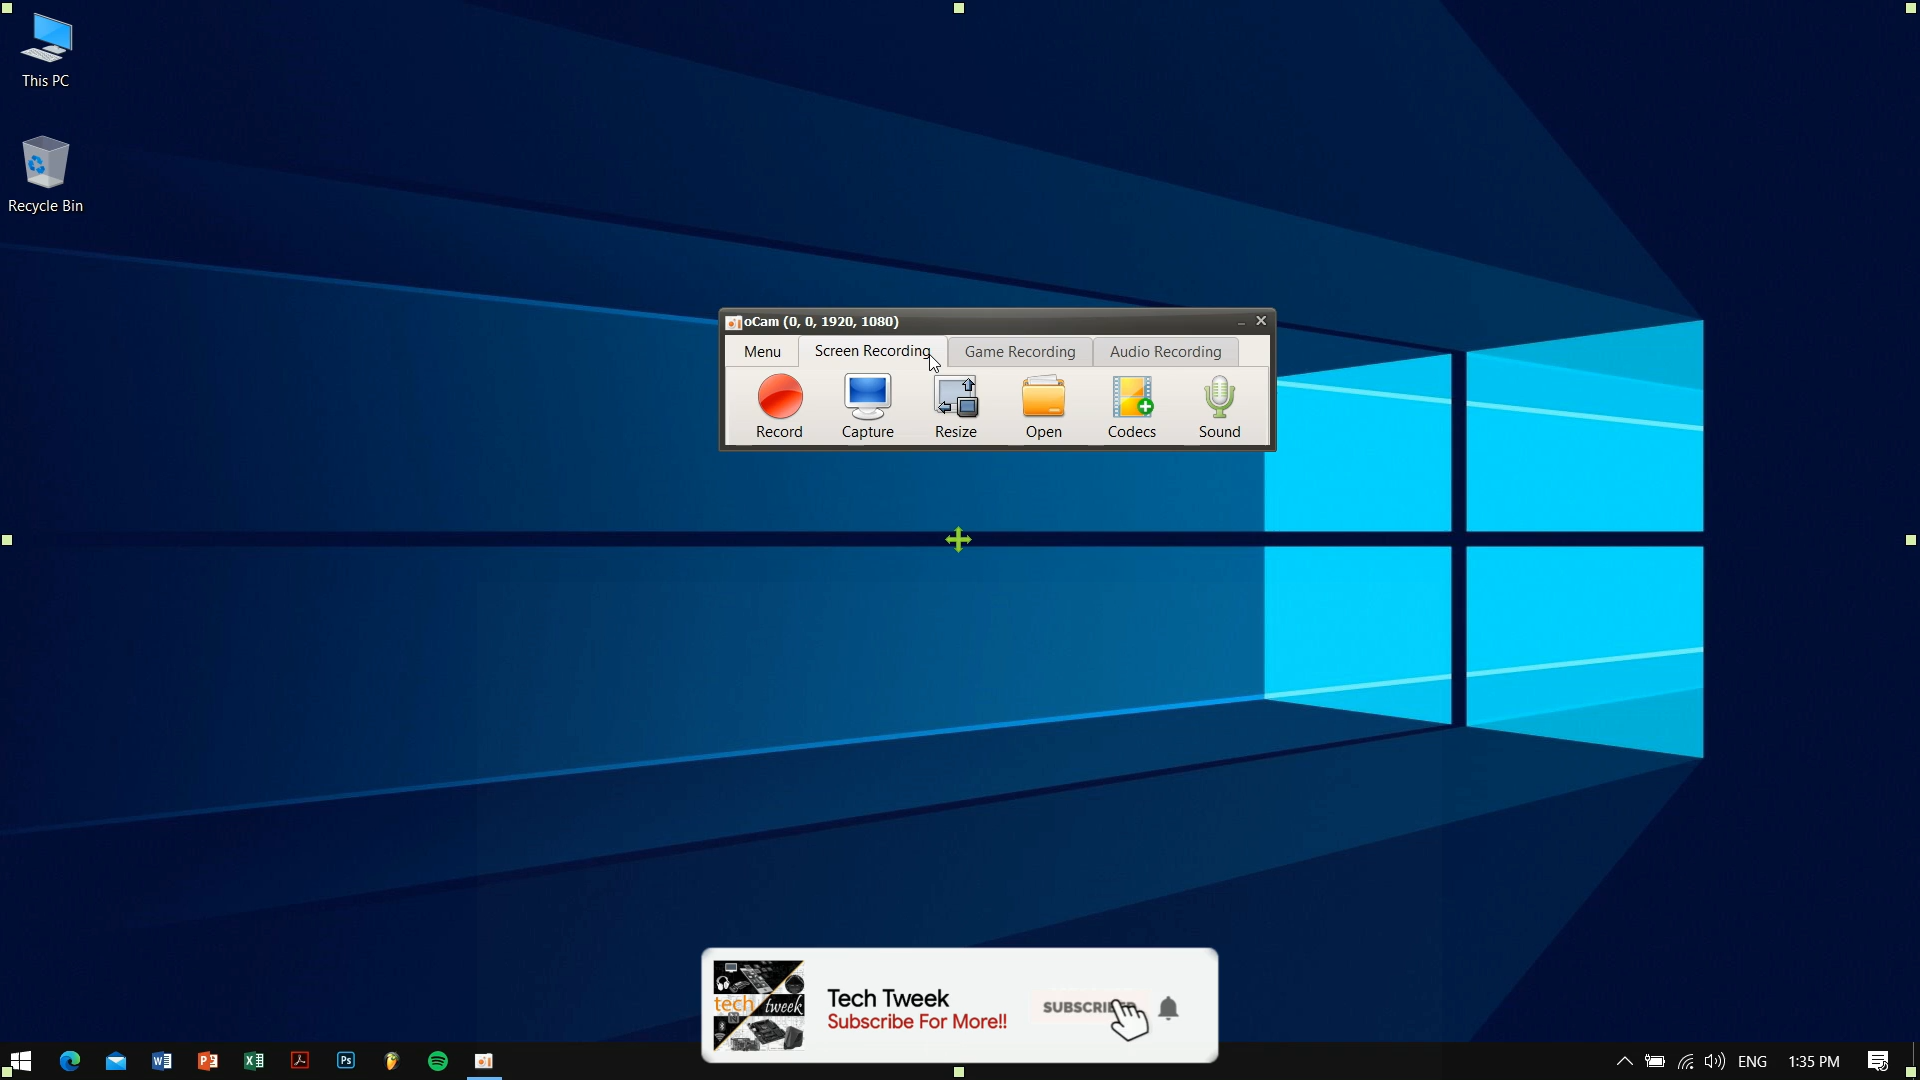 This PC
Recycle Bin
oCam (0, 0, 1920, 1080)
Menu
Screen Recording
Game Recording
Audio Recording
Record
Capture
Resize
Open
Codecs
Sound
tech tweek
Tech Tweek
Subscribe For More!!
Ps
ENG
1:35 PM